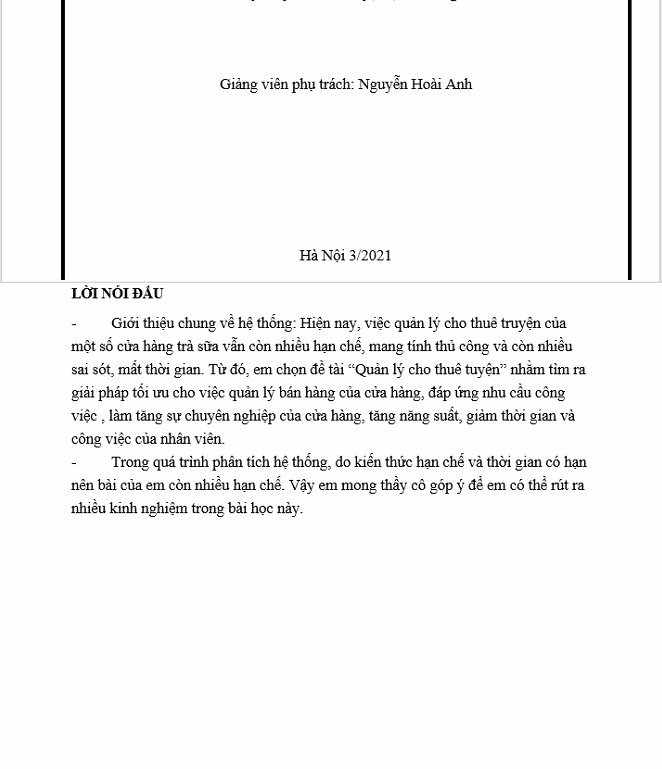 Giảng viên phụ trách: Nguyễn Hoài Anh
Hà Nội 3/2021
LỜI NÓI ĐẦU
- Giới thiệu chung về hệ thống: Hiện nay, việc quản lý cho thuê truyện của
một số cửa hàng trà sữa vẫn còn nhiều hạn chế, mang tính thủ công và còn nhiều
sai sót, mất thời gian. Từ đó, em chọn đề tài “Quản lý cho thuê tuyện” nhằm tìm ra
giải pháp tối ưu cho việc quản lý bán hàng của cửa hàng, đáp ứng nhu cầu công
việc , làm tăng sự chuyên nghiệp của cửa hàng, tăng năng suất, giảm thời gian và
công việc của nhân viên.
- Trong quá trình phân tích hệ thống, do kiến thức hạn chế và thời gian có hạn
nên bài của em còn nhiều hạn chế. Vậy em mong thầy cô góp ý để em có thể rút ra
nhiều kinh nghiệm trong bài học này.